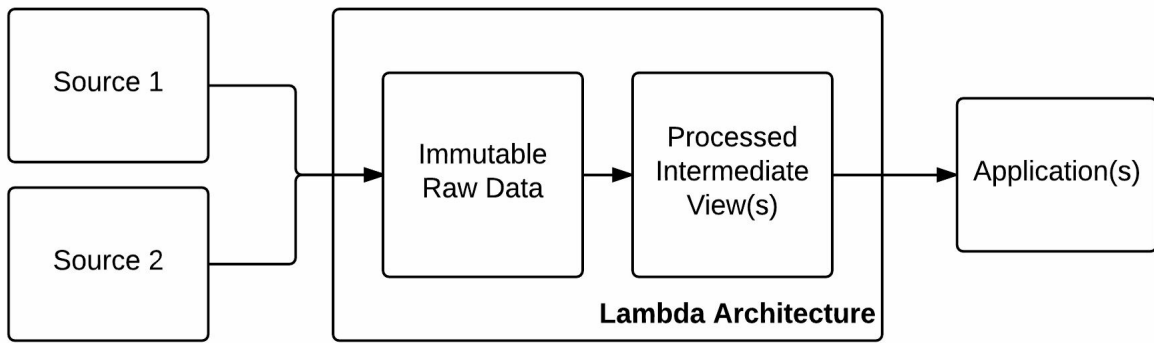 Source 1
Source 2
Immutable
Raw Data
Processed
Intermediate
View(s)
Lambda Architecture
Application(s)